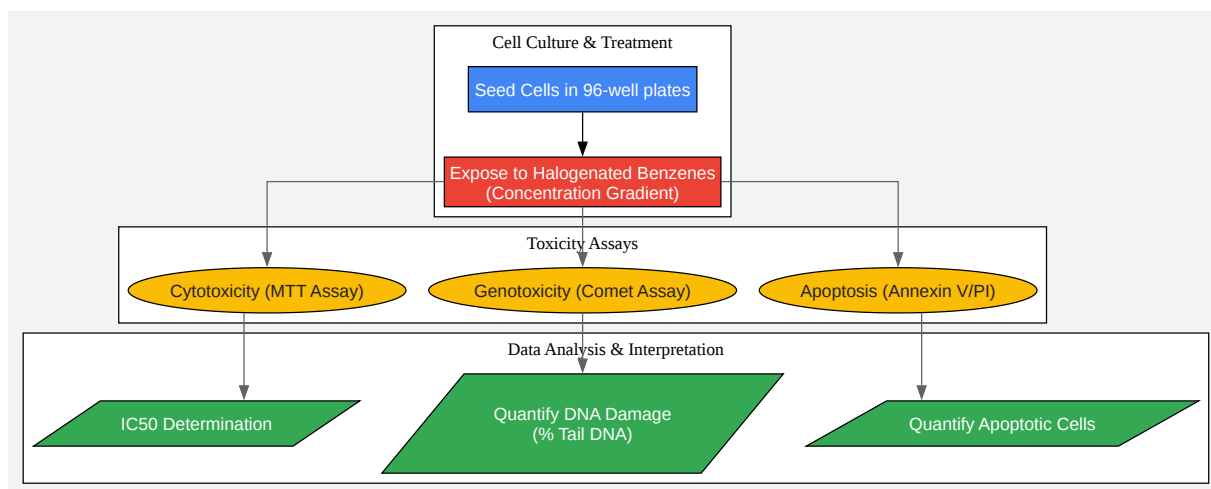 Cell Culture & Treatment
Seed Cells in 96-well plates
Expose to Halogenated Benzenes
(Concentration Gradient)
Toxicity Assays
Cytotoxicity (MTT Assay)
Genotoxicity (Comet Assay)
Apoptosis (Annexin V/PI)
Data Analysis & Interpretation
IC50 Determination
Quantify DNA Damage
(% Tail DNA)
Quantify Apoptotic Cells